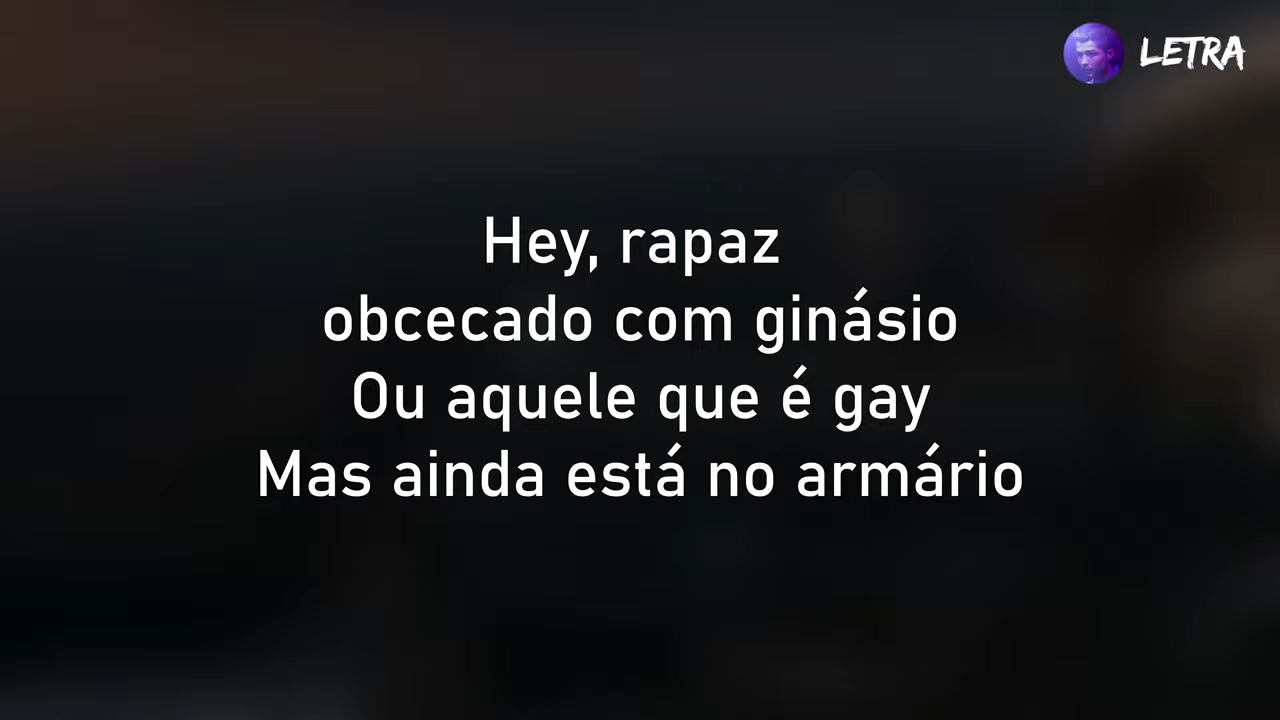 LETRA
Hey, rapaz
obcecado com ginásio
Ou aquele que é gay
Mas ainda está no armário